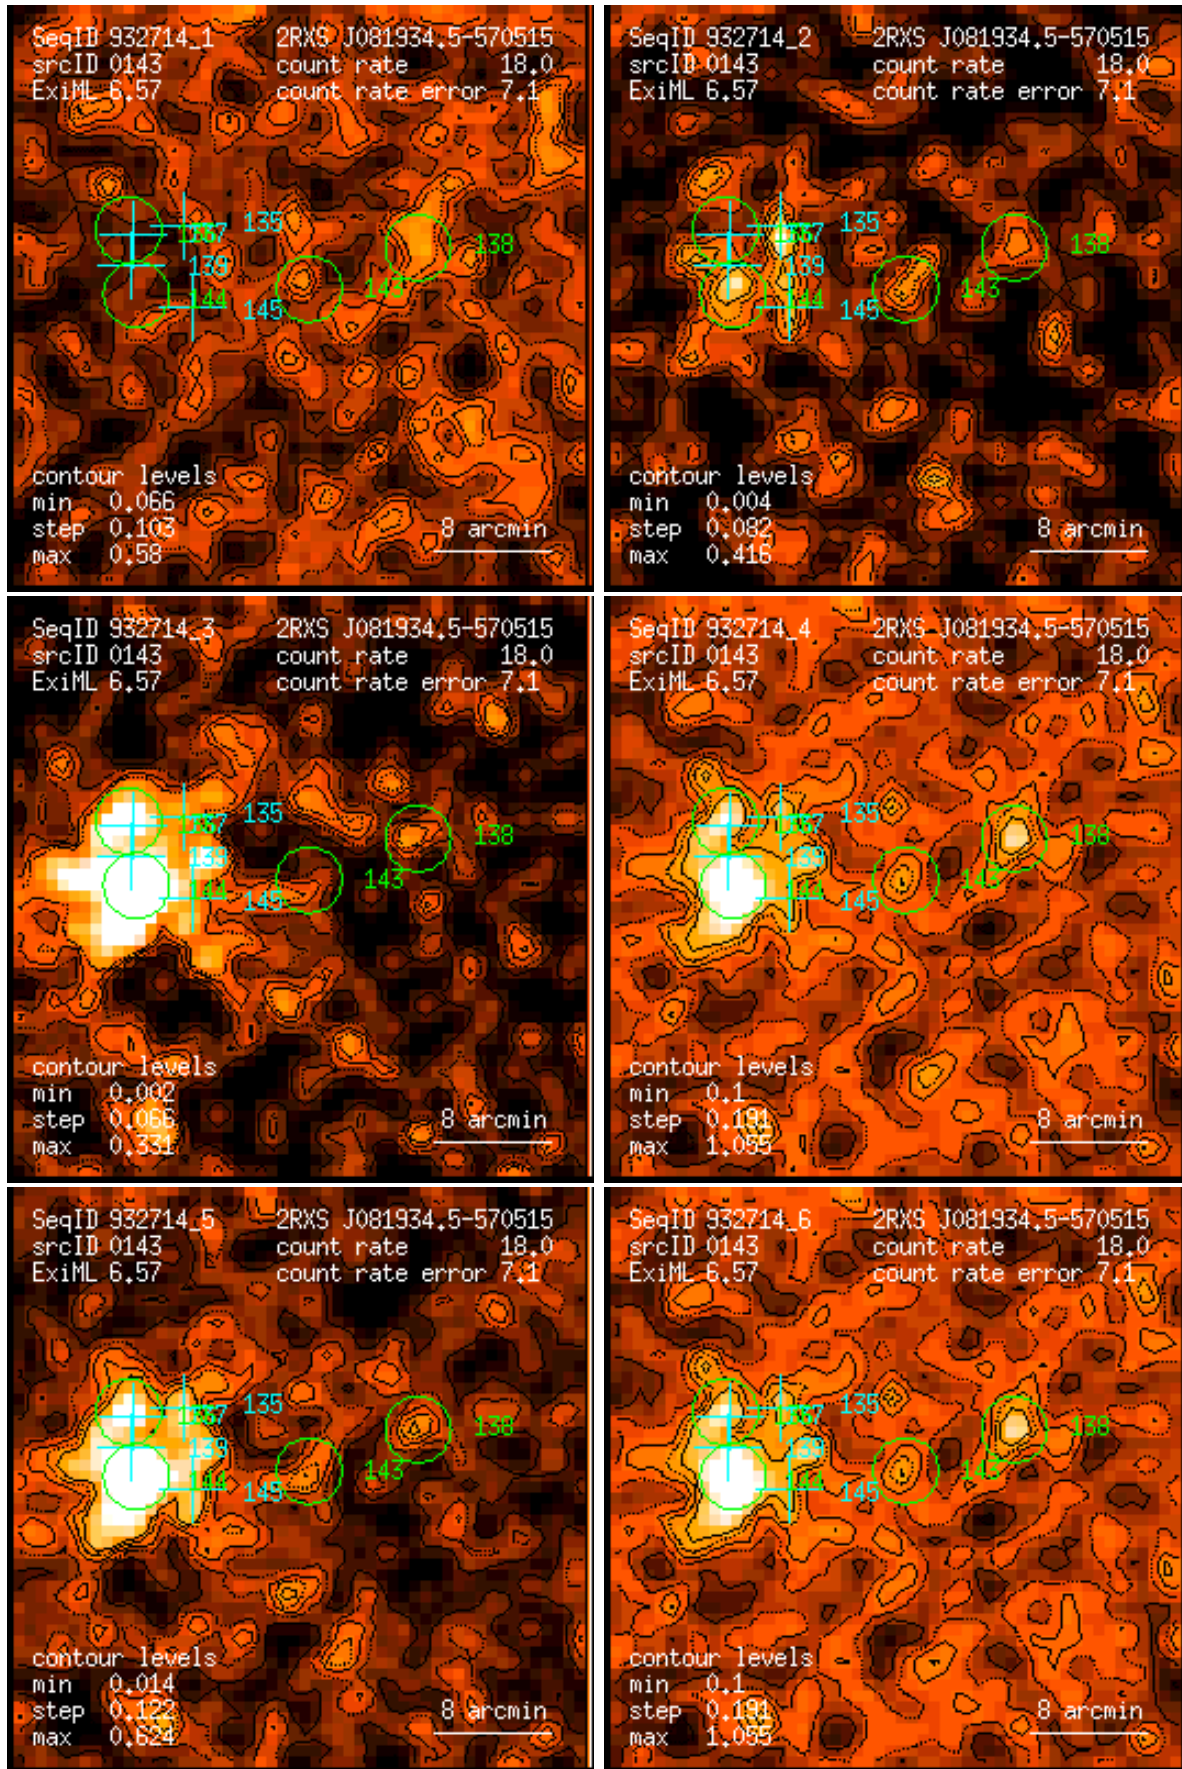 SeqID 932714_1 2RXS J081934.5-570515
srcID 0143 count rate 18.0
ExiML 6.57 count rate error 7.1
135
137
138
139
143
144
145
contour levels
min 0.066
step 0.103 8 arcmin
max 0.58
SeqID 932714_2 2RXS J081934.5-570515
srcID 0143 count rate 18.0
ExiML 6.57 count rate error 7.1
135
137
138
139
143
144
145
contour levels
min 0.004
step 0.082 8 arcmin
max 0.416
SeqID 932714_3 2RXS J081934.5-570515
srcID 0143 count rate 18.0
ExiML 6.57 count rate error 7.1
135
137
138
139
143
144
145
contour levels
min 0.002
step 0.066 8 arcmin
max 0.331
SeqID 932714_4 2RXS J081934.5-570515
srcID 0143 count rate 18.0
ExiML 6.57 count rate error 7.1
135
137
138
139
143
144
145
contour levels
min 0.1
step 0.191 8 arcmin
max 1.055
SeqID 932714_5 2RXS J081934.5-570515
srcID 0143 count rate 18.0
ExiML 6.57 count rate error 7.1
135
137
138
139
143
144
145
contour levels
min 0.014
step 0.122 8 arcmin
max 0.624
SeqID 932714_6 2RXS J081934.5-570515
srcID 0143 count rate 18.0
ExiML 6.57 count rate error 7.1
135
137
138
139
143
144
145
contour levels
min 0.1
step 0.191 8 arcmin
max 1.055